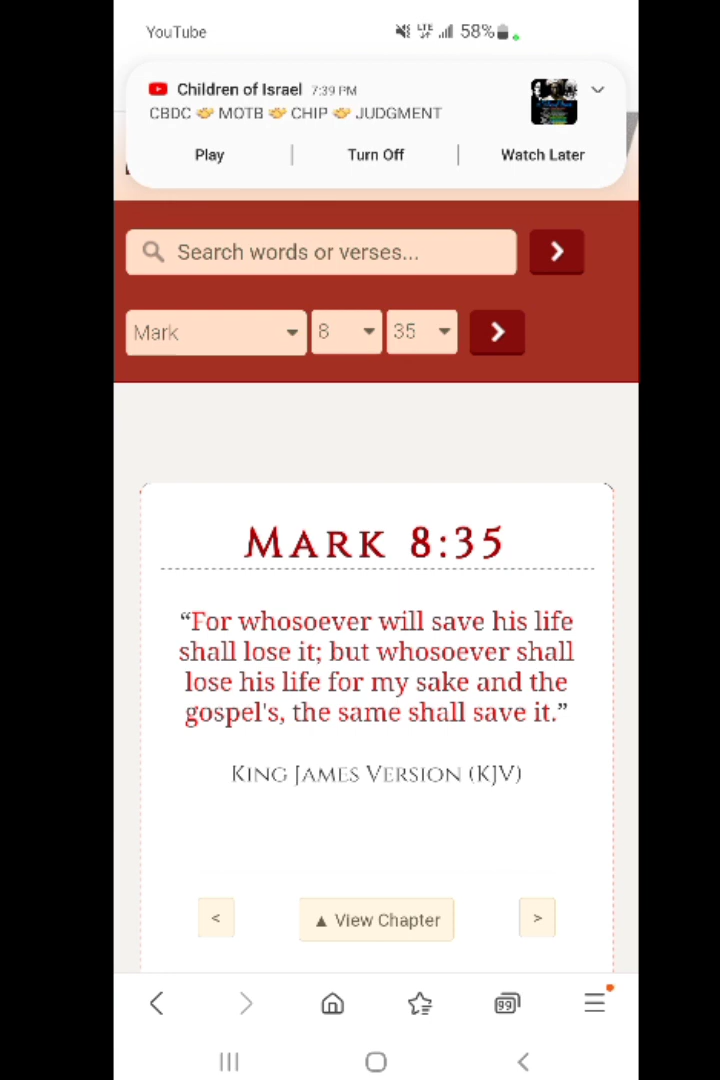 YouTube
LTE
58%
Children of Israel 7:39 PM
CBDC 👉 MOTB 👉 CHIP 👉 JUDGMENT
Play
Turn Off
Watch Later
Search words or verses...
Mark
8
35
MARK 8:35
“For whosoever will save his life
shall lose it; but whosoever shall
lose his life for my sake and the
gospel's, the same shall save it.”
KING JAMES VERSION (KJV)
<
▲ View Chapter
>
99